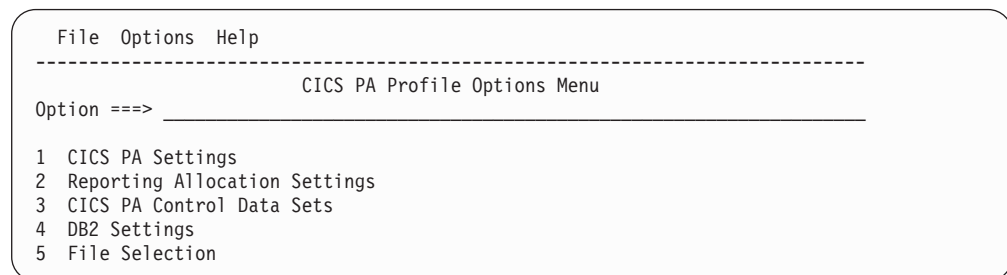 File Options Help
--------------------------------------------------------------------------------
CICS PA Profile Options Menu
Option ===> ____________________________________________________________________
1 CICS PA Settings
2 Reporting Allocation Settings
3 CICS PA Control Data Sets
4 DB2 Settings
5 File Selection